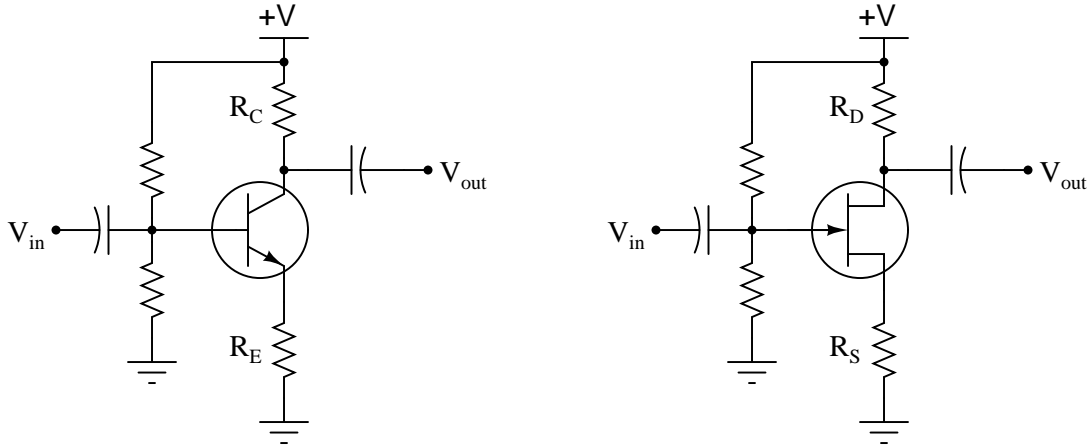 +V
R_C
V_out
V_in
R_E
+V
R_D
V_out
V_in
R_S